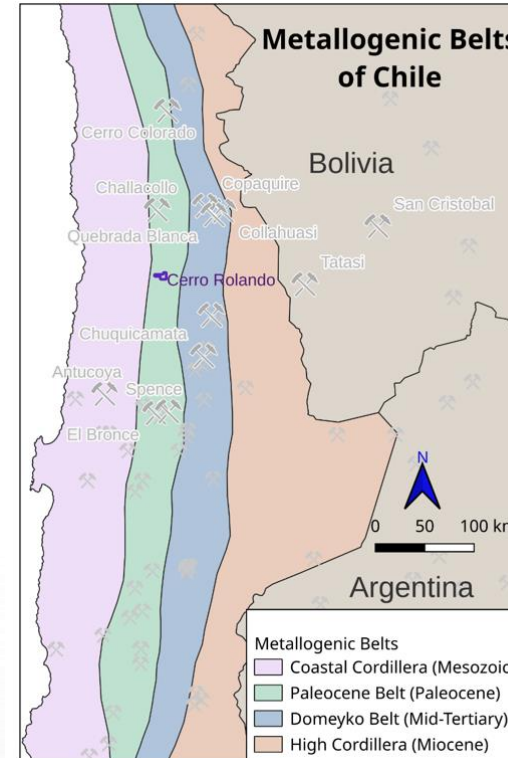 Metallogenic Belts
of Chile
Cerro Colorado
Bolivia
Challacollo
Copaquire
San Cristobal
Quebrada Blanca
Collahuasi
Tatasi
Cerro Rolando
Chuquicamata
Antucoya
Spence
El Bronce
N
0 50 100 km
Argentina
Metallogenic Belts
Coastal Cordillera (Mesozoic
Paleocene Belt (Paleocene)
Domeyko Belt (Mid-Tertiary)
High Cordillera (Miocene)